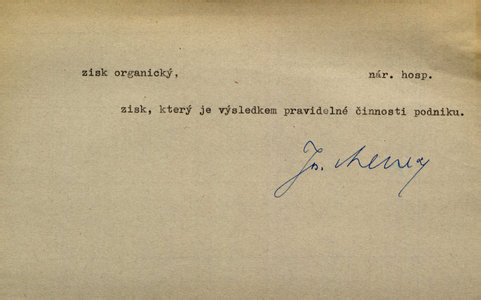 zisk organický, nár. hosp.
zisk, který je výsledkem pravidelné činnosti podniku.